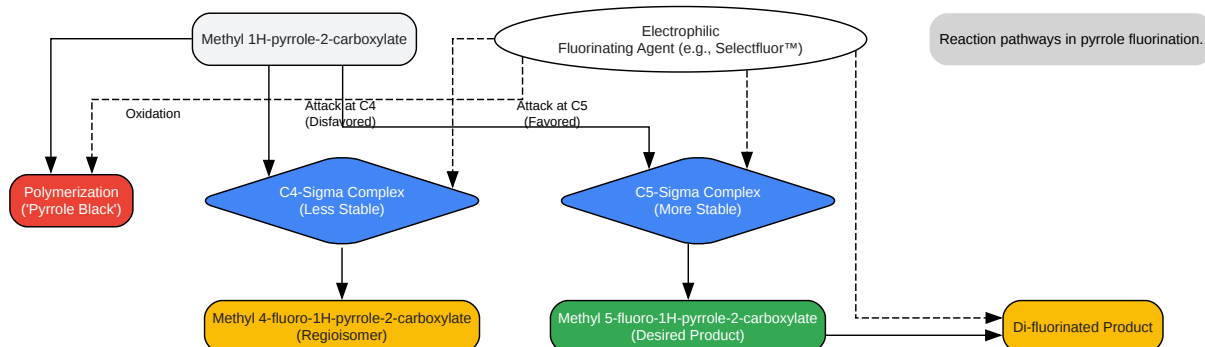 Methyl 1H-pyrrole-2-carboxylate
Electrophilic
Fluorinating Agent (e.g., Selectfluor™)
Reaction pathways in pyrrole fluorination.
Oxidation
Attack at C4
(Disfavored)
Attack at C5
(Favored)
Polymerization
('Pyrrole Black')
C4-Sigma Complex
(Less Stable)
C5-Sigma Complex
(More Stable)
Methyl 4-fluoro-1H-pyrrole-2-carboxylate
(Regioisomer)
Methyl 5-fluoro-1H-pyrrole-2-carboxylate
(Desired Product)
Di-fluorinated Product